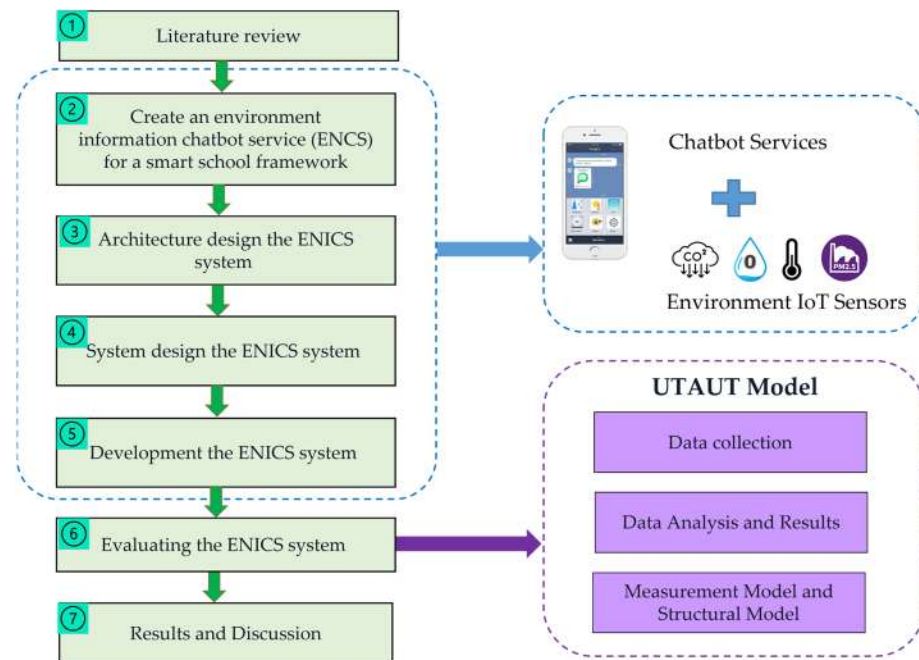 1
Literature review
2
Create an environment
information chatbot service (ENCS)
for a smart school framework
3
Architecture design the ENICS
system
4
System design the ENICS system
5
Development the ENICS system
6
Evaluating the ENICS system
7
Results and Discussion
Chatbot Services
CO2
0
PM2.5
Environment IoT Sensors
UTAUT Model
Data collection
Data Analysis and Results
Measurement Model and
Structural Model